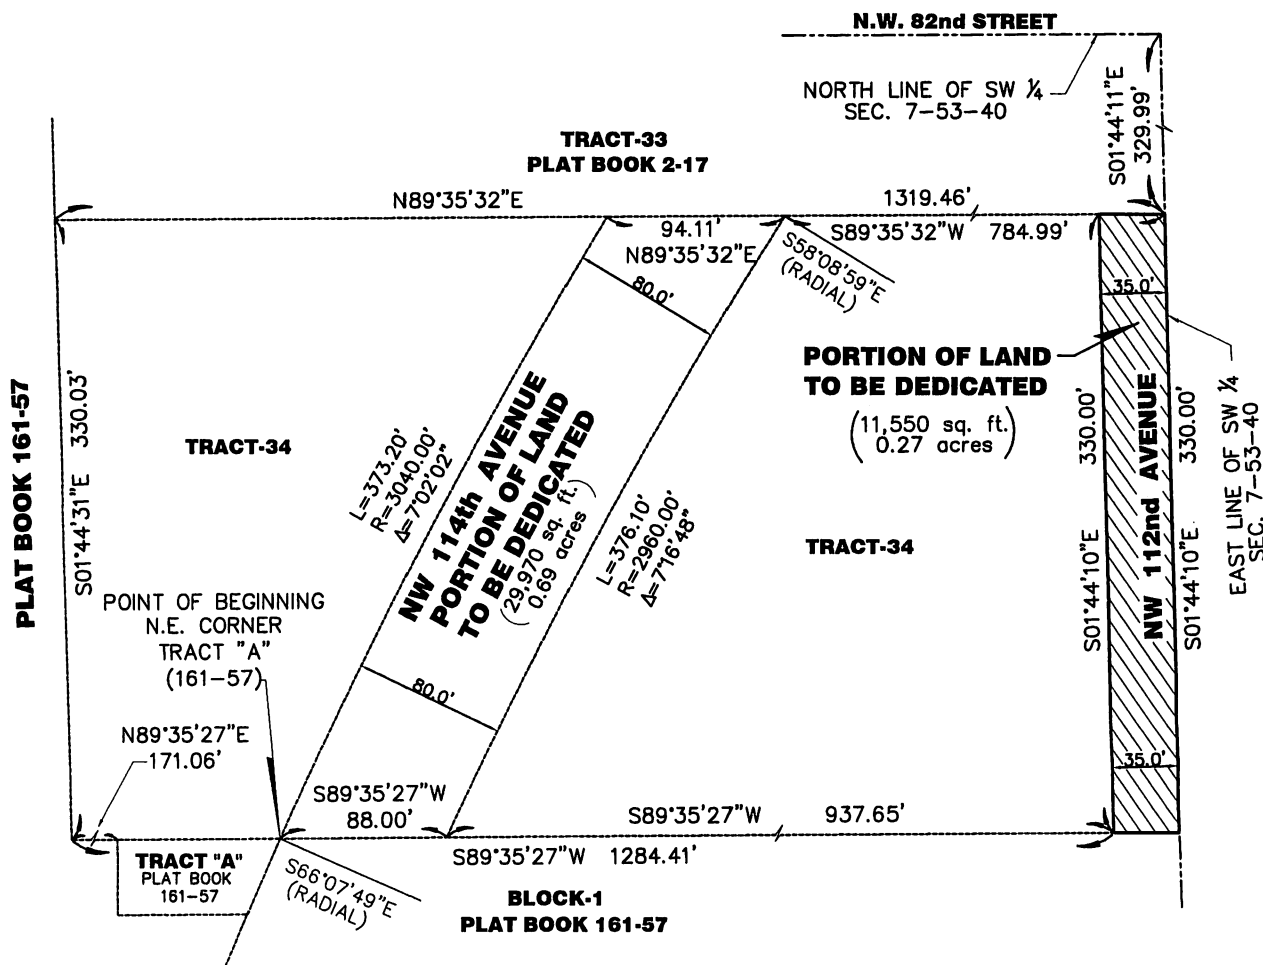 N.W. 82nd STREET
NORTH LINE OF SW ¼
SEC. 7-53-40
S01°44'11"E
329.99'
TRACT-33
PLAT BOOK 2-17
N89°35'32"E
1319.46'
94.11'
N89°35'32"E
S89°35'32"W 784.99'
S58°08'59"E
(RADIAL)
80.0'
35.0'
PORTION OF LAND
TO BE DEDICATED
(11,550 sq. ft.)
0.27 acres
PLAT BOOK 161-57
S01°44'31"E 330.03'
TRACT-34
L=373.20'
R=3040.00'
Δ=7°02'02"
NW 114th AVENUE
PORTION OF LAND
TO BE DEDICATED
(29,970 sq. ft.)
0.69 acres
L=376.10'
R=2960.00'
Δ=7°16'48"
TRACT-34
S01°44'10"E 330.00'
NW 112nd AVENUE
S01°44'10"E 330.00'
EAST LINE OF SW ¼
SEC. 7-53-40
POINT OF BEGINNING
N.E. CORNER
TRACT "A"
(161-57)
80.0'
N89°35'27"E
171.06'
35.0'
S89°35'27"W
88.00'
S89°35'27"W 937.65'
S89°35'27"W 1284.41'
TRACT "A"
PLAT BOOK
161-57
S66°07'49"E
(RADIAL)
BLOCK-1
PLAT BOOK 161-57